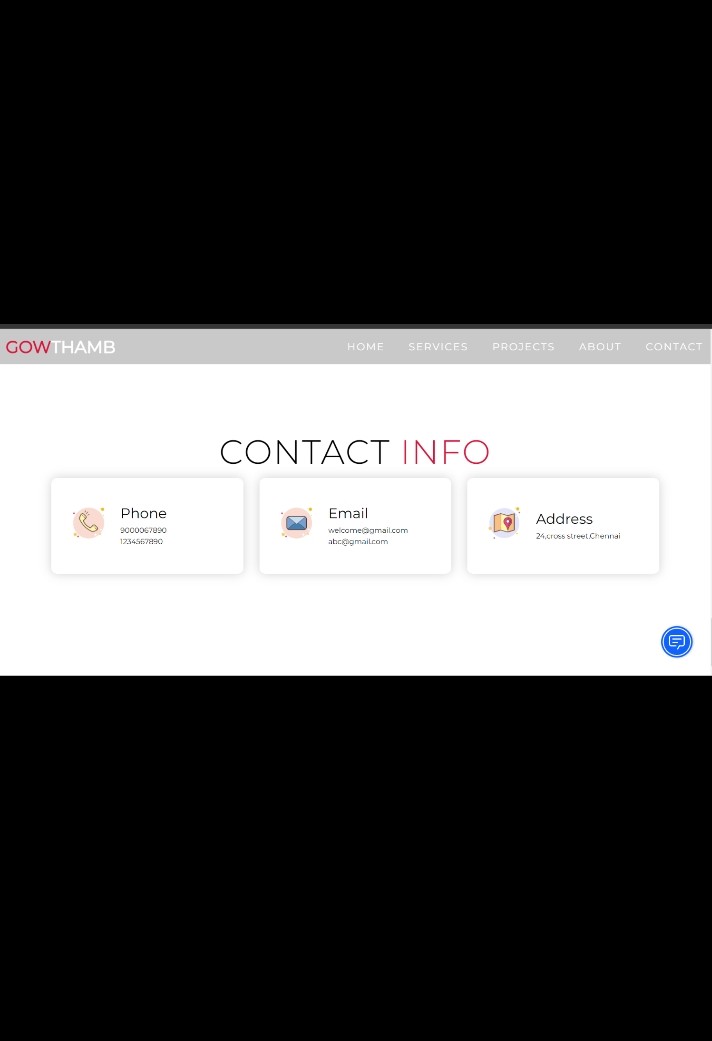 GOWTHAMB HOME SERVICES PROJECTS ABOUT CONTACT
CONTACT INFO
Phone
9000067890
1234567890
Email
welcome@gmail.com
abc@gmail.com
Address
24,cross street,Chennai